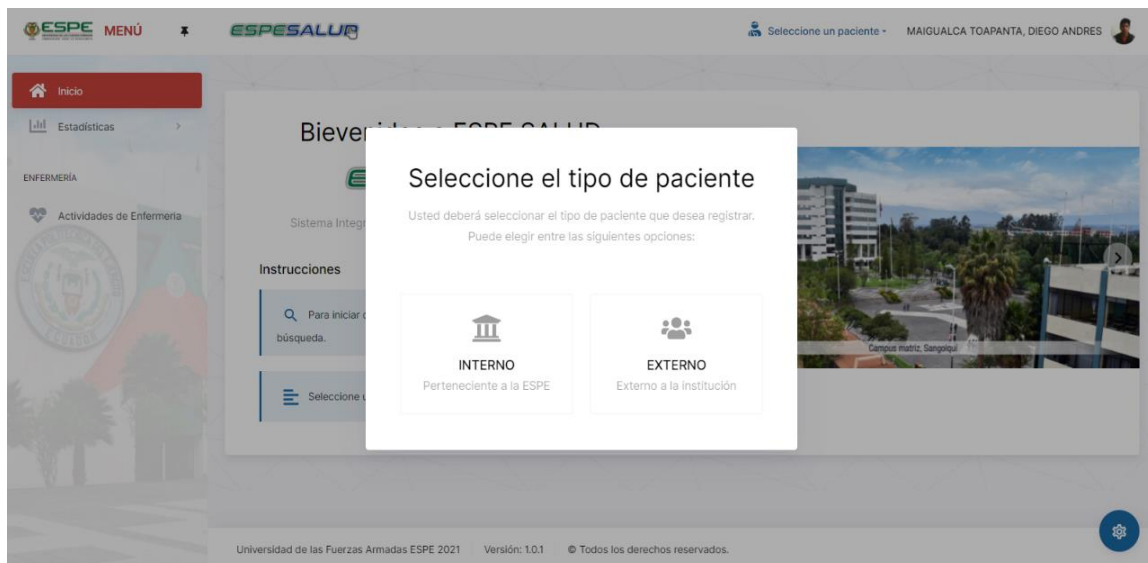 ESPE MENÚ
ESPESALUD
Seleccione un paciente
MAIGUALCA TOAPANTA, DIEGO ANDRES
Inicio
Estadísticas
ENFERMERÍA
Actividades de Enfermeria
Bieve
Sistema Integr
Instrucciones
Para iniciar
búsqueda.
Seleccione
Seleccione el tipo de paciente
Usted deberá seleccionar el tipo de paciente que desea registrar.
Puede elegir entre las siguientes opciones:
INTERNO
Perteneciente a la ESPE
EXTERNO
Externo a la institución
Campus matriz, Sangolquí
Universidad de las Fuerzas Armadas ESPE 2021 Versión: 1.0.1 © Todos los derechos reservados.